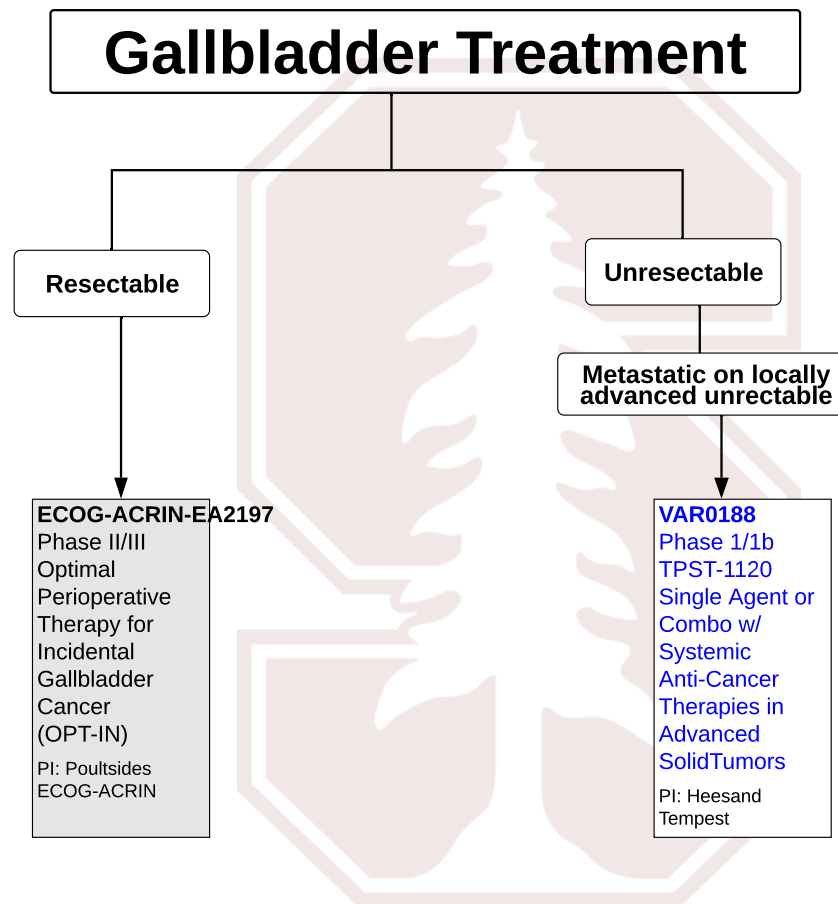 Gallbladder Treatment
Resectable
Unresectable
Metastatic on locally
advanced unrectable
ECOG-ACRIN-EA2197
Phase II/III
Optimal
Perioperative
Therapy for
Incidental
Gallbladder
Cancer
(OPT-IN)
PI: Poultsides
ECOG-ACRIN
VAR0188
Phase 1/1b
TPST-1120
Single Agent or
Combo w/
Systemic
Anti-Cancer
Therapies in
Advanced
SolidTumors
PI: Heesand
Tempest